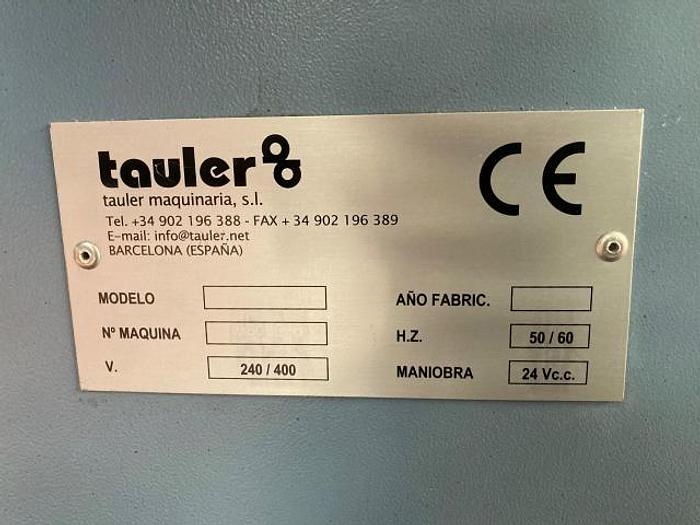 tauler
CE
tauler maquinaria, s.l.
Tel. +34 902 196 388 - FAX + 34 902 196 389
E-mail: info@tauler.net
BARCELONA (ESPAÑA)
MODELO
AÑO FABRIC.
Nº MAQUINA
H.Z. 50 / 60
V. 240 / 400
MANIOBRA 24 Vc.c.